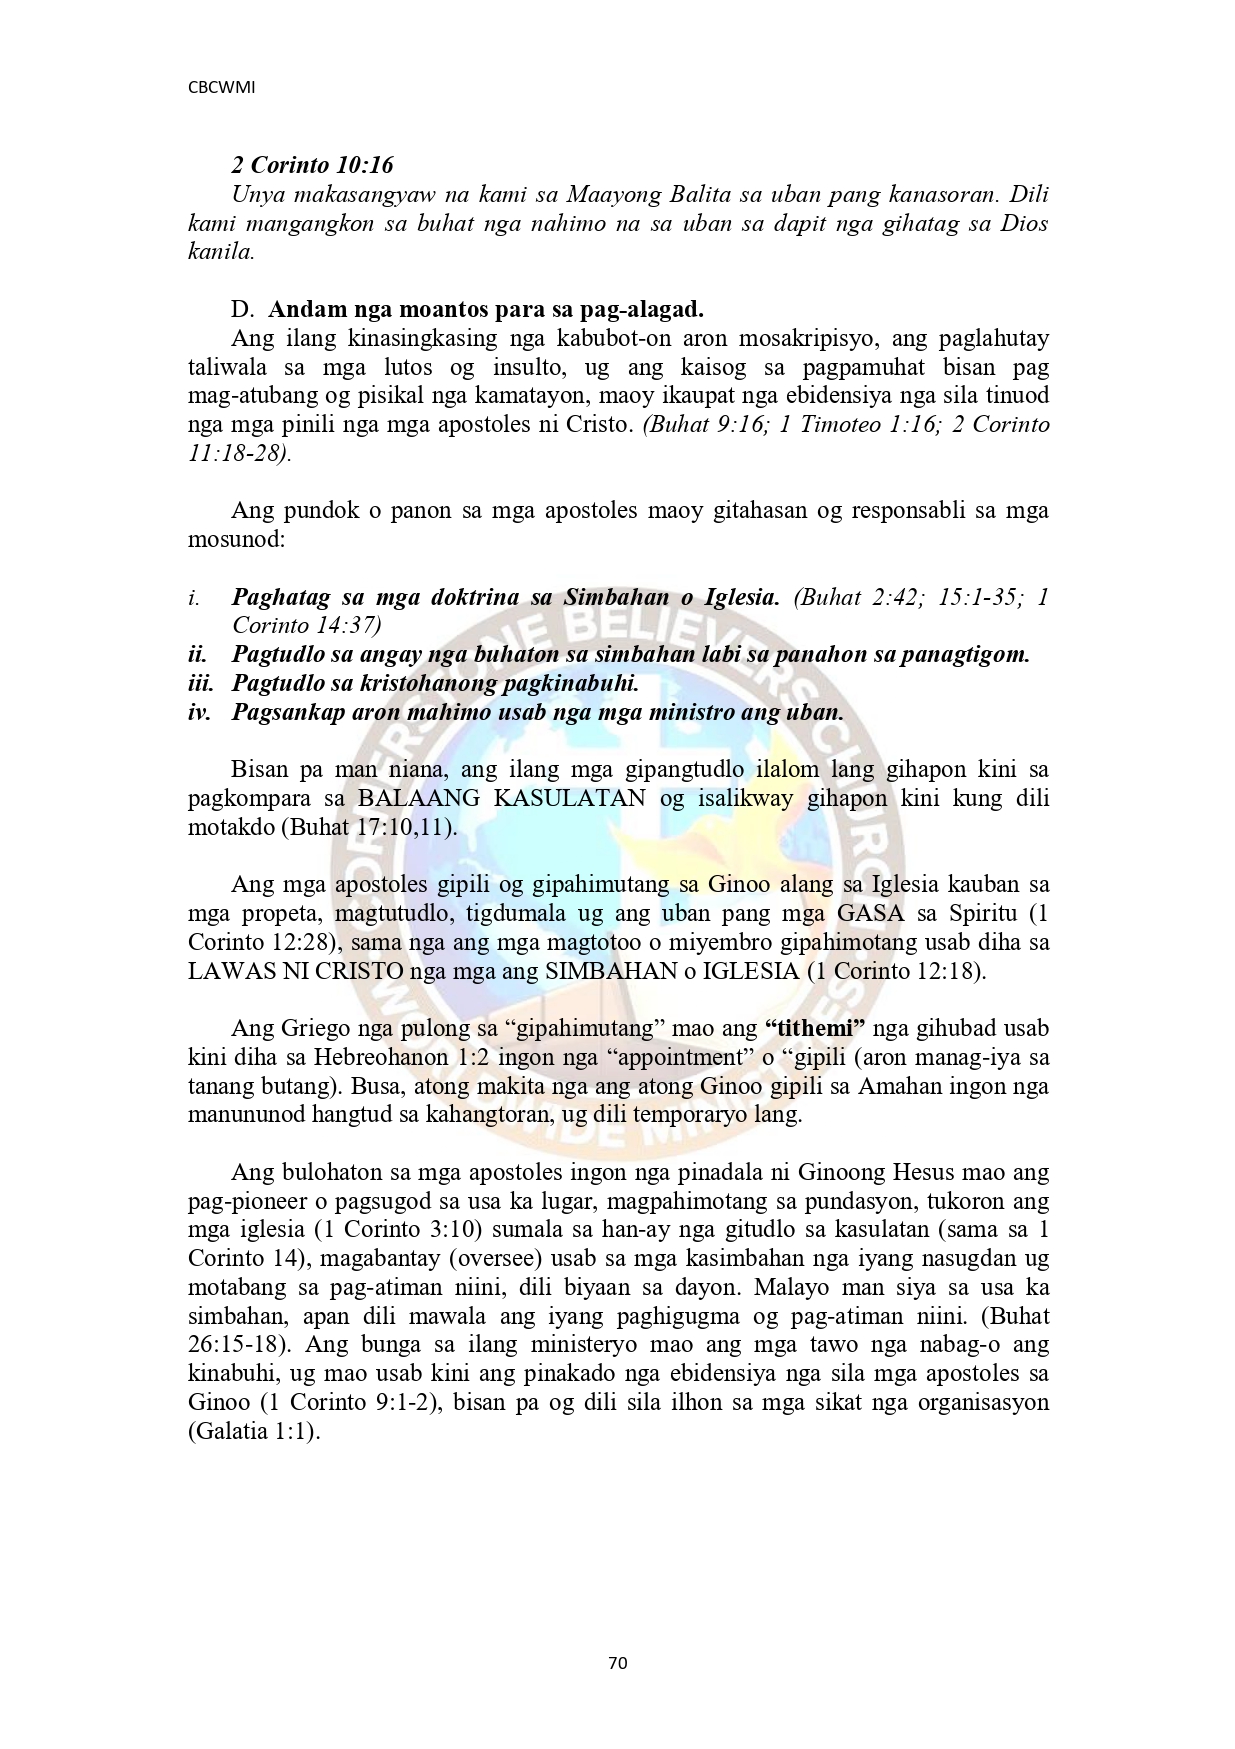 CBCWMI
2 Corinto 10:16
Unya makasangyaw na kami sa Maayong Balita sa uban pang kanasoran. Dili
kami mangangkon sa buhat nga nahimo na sa uban sa dapit nga gihatag sa Dios
kanila.
D. Andam nga moantos para sa pag-alagad.
Ang ilang kinasingkasing nga kabubot-on aron mosakripisyo, ang paglahutay
taliwala sa mga lutos og insulto, ug ang kaisog sa pagpamuhat bisan pag
mag-atubang og pisikal nga kamatayon, maoy ikaupat nga ebidensiya nga sila tinuod
nga mga pinili nga mga apostoles ni Cristo. (Buhat 9:16; 1 Timoteo 1:16; 2 Corinto
11:18-28).
Ang pundok o panon sa mga apostoles maoy gitahasan og responsabli sa mga
mosunod:
i. Paghatag sa mga doktrina sa Simbahan o Iglesia. (Buhat 2:42; 15:1-35; 1
Corinto 14:37)
ii. Pagtudlo sa angay nga buhaton sa simbahan labi sa panahon sa panagtigom.
iii. Pagtudlo sa kristohanong pagkinabuhi.
iv. Pagsankap aron mahimo usab nga mga ministro ang uban.
Bisan pa man niana, ang ilang mga gipangtudlo ilalom lang gihapon kini sa
pagkompara sa BALAANG KASULATAN og isalikway gihapon kini kung dili
motakdo (Buhat 17:10,11).
Ang mga apostoles gipili og gipahimutang sa Ginoo alang sa Iglesia kauban sa
mga propeta, magtutudlo, tigdumala ug ang uban pang mga GASA sa Spiritu (1
Corinto 12:28), sama nga ang mga magtotoo o miyembro gipahimotang usab diha sa
LAWAS NI CRISTO nga mga ang SIMBAHAN o IGLESIA (1 Corinto 12:18).
Ang Griego nga pulong sa “gipahimutang” mao ang “tithemi” nga gihubad usab
kini diha sa Hebreohanon 1:2 ingon nga “appointment” o “gipili (aron manag-iya sa
tanang butang). Busa, atong makita nga ang atong Ginoo gipili sa Amahan ingon nga
manununod hangtud sa kahangtoran, ug dili temporaryo lang.
Ang bulohaton sa mga apostoles ingon nga pinadala ni Ginoong Hesus mao ang
pag-pioneer o pagsugod sa usa ka lugar, magpahimotang sa pundasyon, tukoron ang
mga iglesia (1 Corinto 3:10) sumala sa han-ay nga gitudlo sa kasulatan (sama sa 1
Corinto 14), magabantay (oversee) usab sa mga kasimbahan nga iyang nasugdan ug
motabang sa pag-atiman niini, dili biyaan sa dayon. Malayo man siya sa usa ka
simbahan, apan dili mawala ang iyang paghigugma og pag-atiman niini. (Buhat
26:15-18). Ang bunga sa ilang ministeryo mao ang mga tawo nga nabag-o ang
kinabuhi, ug mao usab kini ang pinakado nga ebidensiya nga sila mga apostoles sa
Ginoo (1 Corinto 9:1-2), bisan pa og dili sila ilhon sa mga sikat nga organisasyon
(Galatia 1:1).
CORNERSTONE BELIEVERS CHURCH
WORLDWIDE MINISTRIES
70